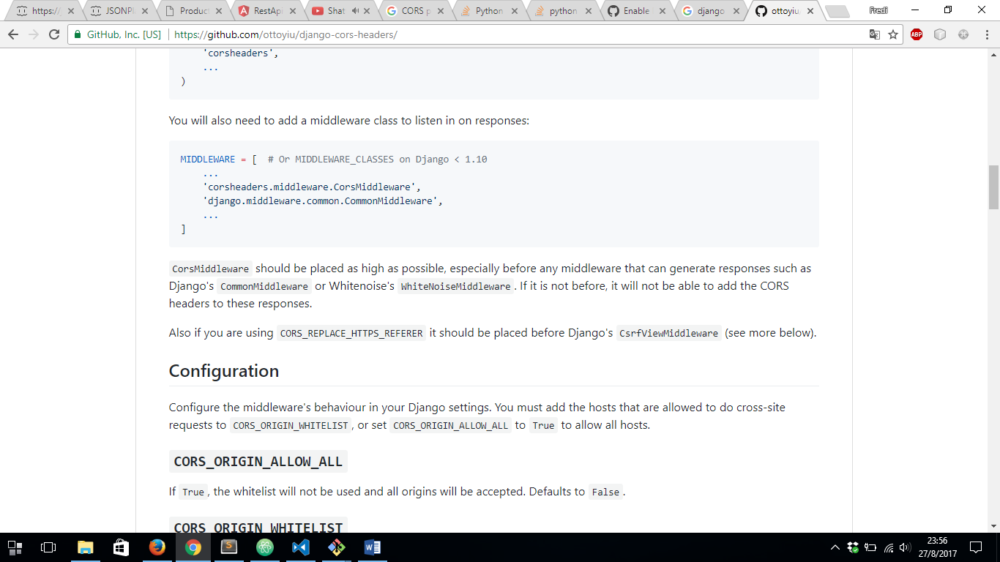 https://
JSONPl
Product
RestApi
Shat
CORS p
Python
python
Enable
django
ottoyiu
Fredi
GitHub, Inc. [US]
https://github.com/ottoyiu/django-cors-headers/
ABP
'corsheaders',
...
)
You will also need to add a middleware class to listen in on responses:
MIDDLEWARE = [  # Or MIDDLEWARE_CLASSES on Django < 1.10
...
'corsheaders.middleware.CorsMiddleware',
'django.middleware.common.CommonMiddleware',
...
]
CorsMiddleware should be placed as high as possible, especially before any middleware that can generate responses such as
Django's CommonMiddleware or Whitenoise's WhiteNoiseMiddleware . If it is not before, it will not be able to add the CORS
headers to these responses.
Also if you are using CORS_REPLACE_HTTPS_REFERER it should be placed before Django's CsrfViewMiddleware (see more below).
Configuration
Configure the middleware's behaviour in your Django settings. You must add the hosts that are allowed to do cross-site
requests to CORS_ORIGIN_WHITELIST , or set CORS_ORIGIN_ALLOW_ALL to True to allow all hosts.
CORS_ORIGIN_ALLOW_ALL
If True , the whitelist will not be used and all origins will be accepted. Defaults to False .
CORS_ORIGIN_WHITELIST
23:56
27/8/2017